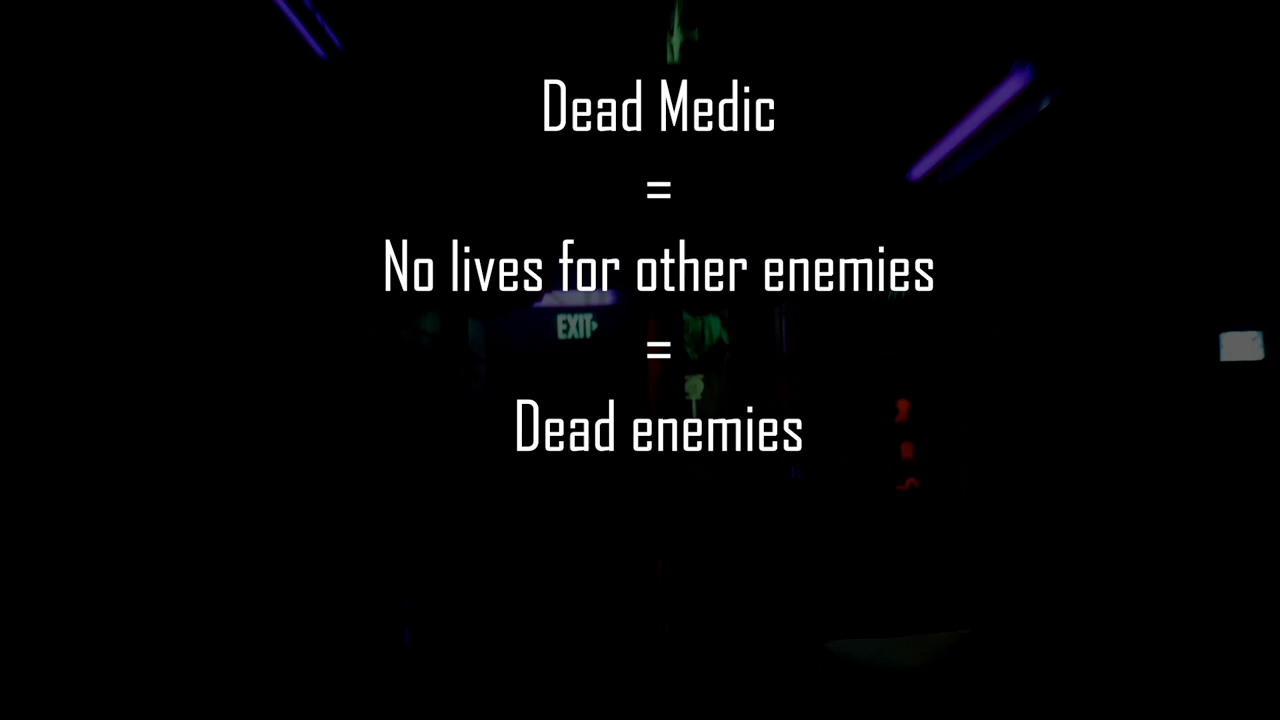 Dead Medic
=
No lives for other enemies
EXIT
=
Dead enemies